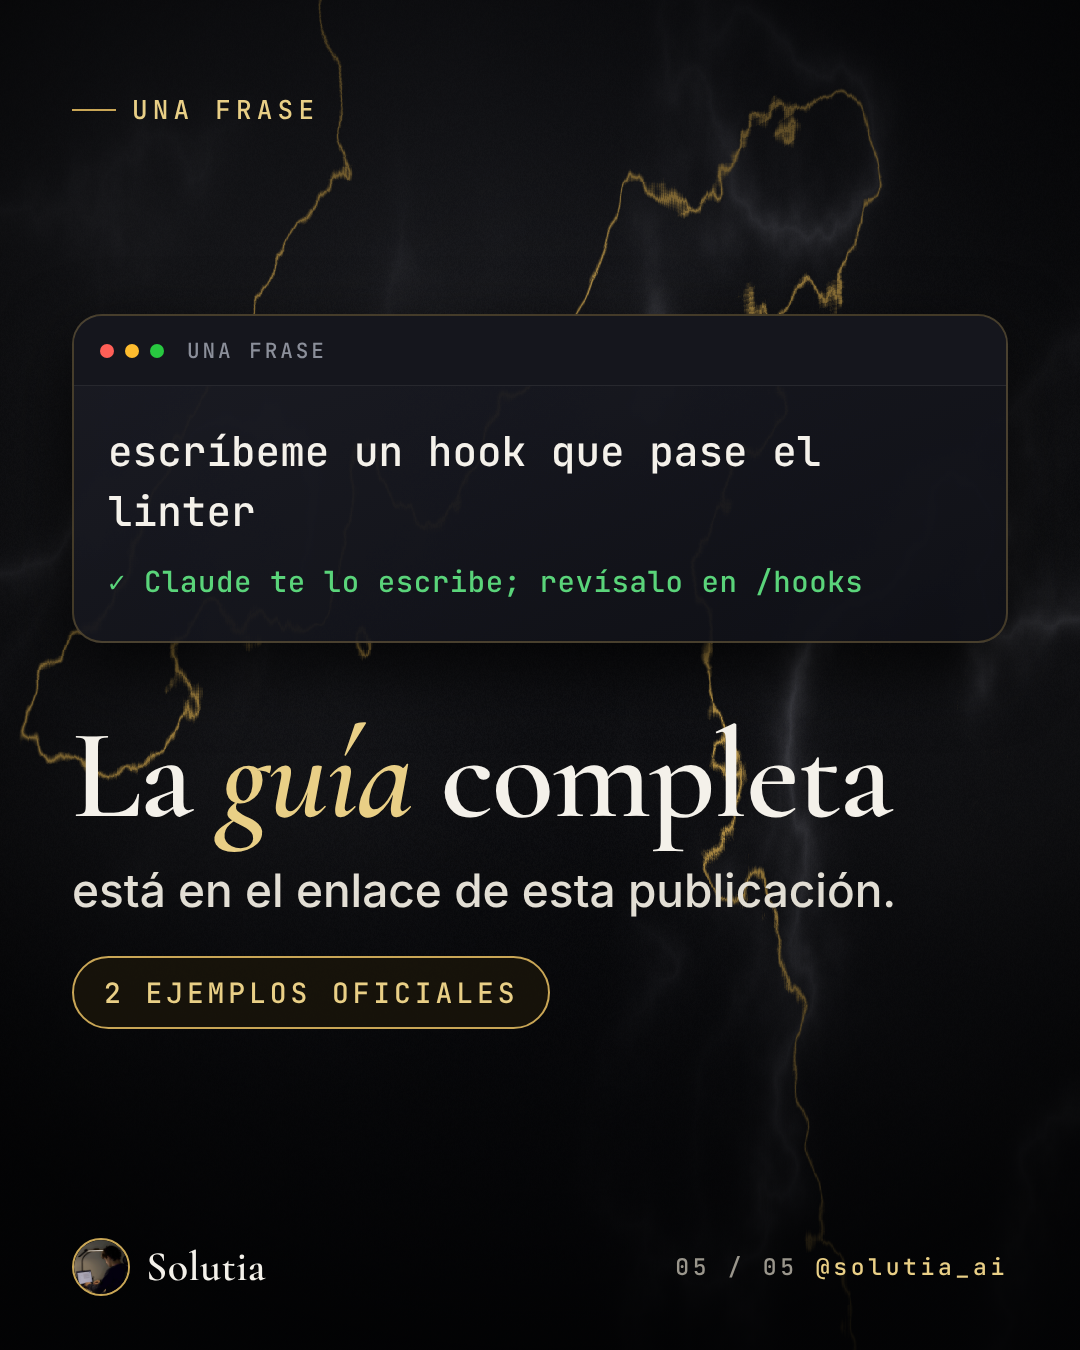 UNA FRASE
UNA FRASE
escríbeme un hook que pase el
linter
✓ Claude te lo escribe; revísalo en /hooks
La guía completa
está en el enlace de esta publicación.
2 EJEMPLOS OFICIALES
Solutia
05 / 05 @solutia_ai